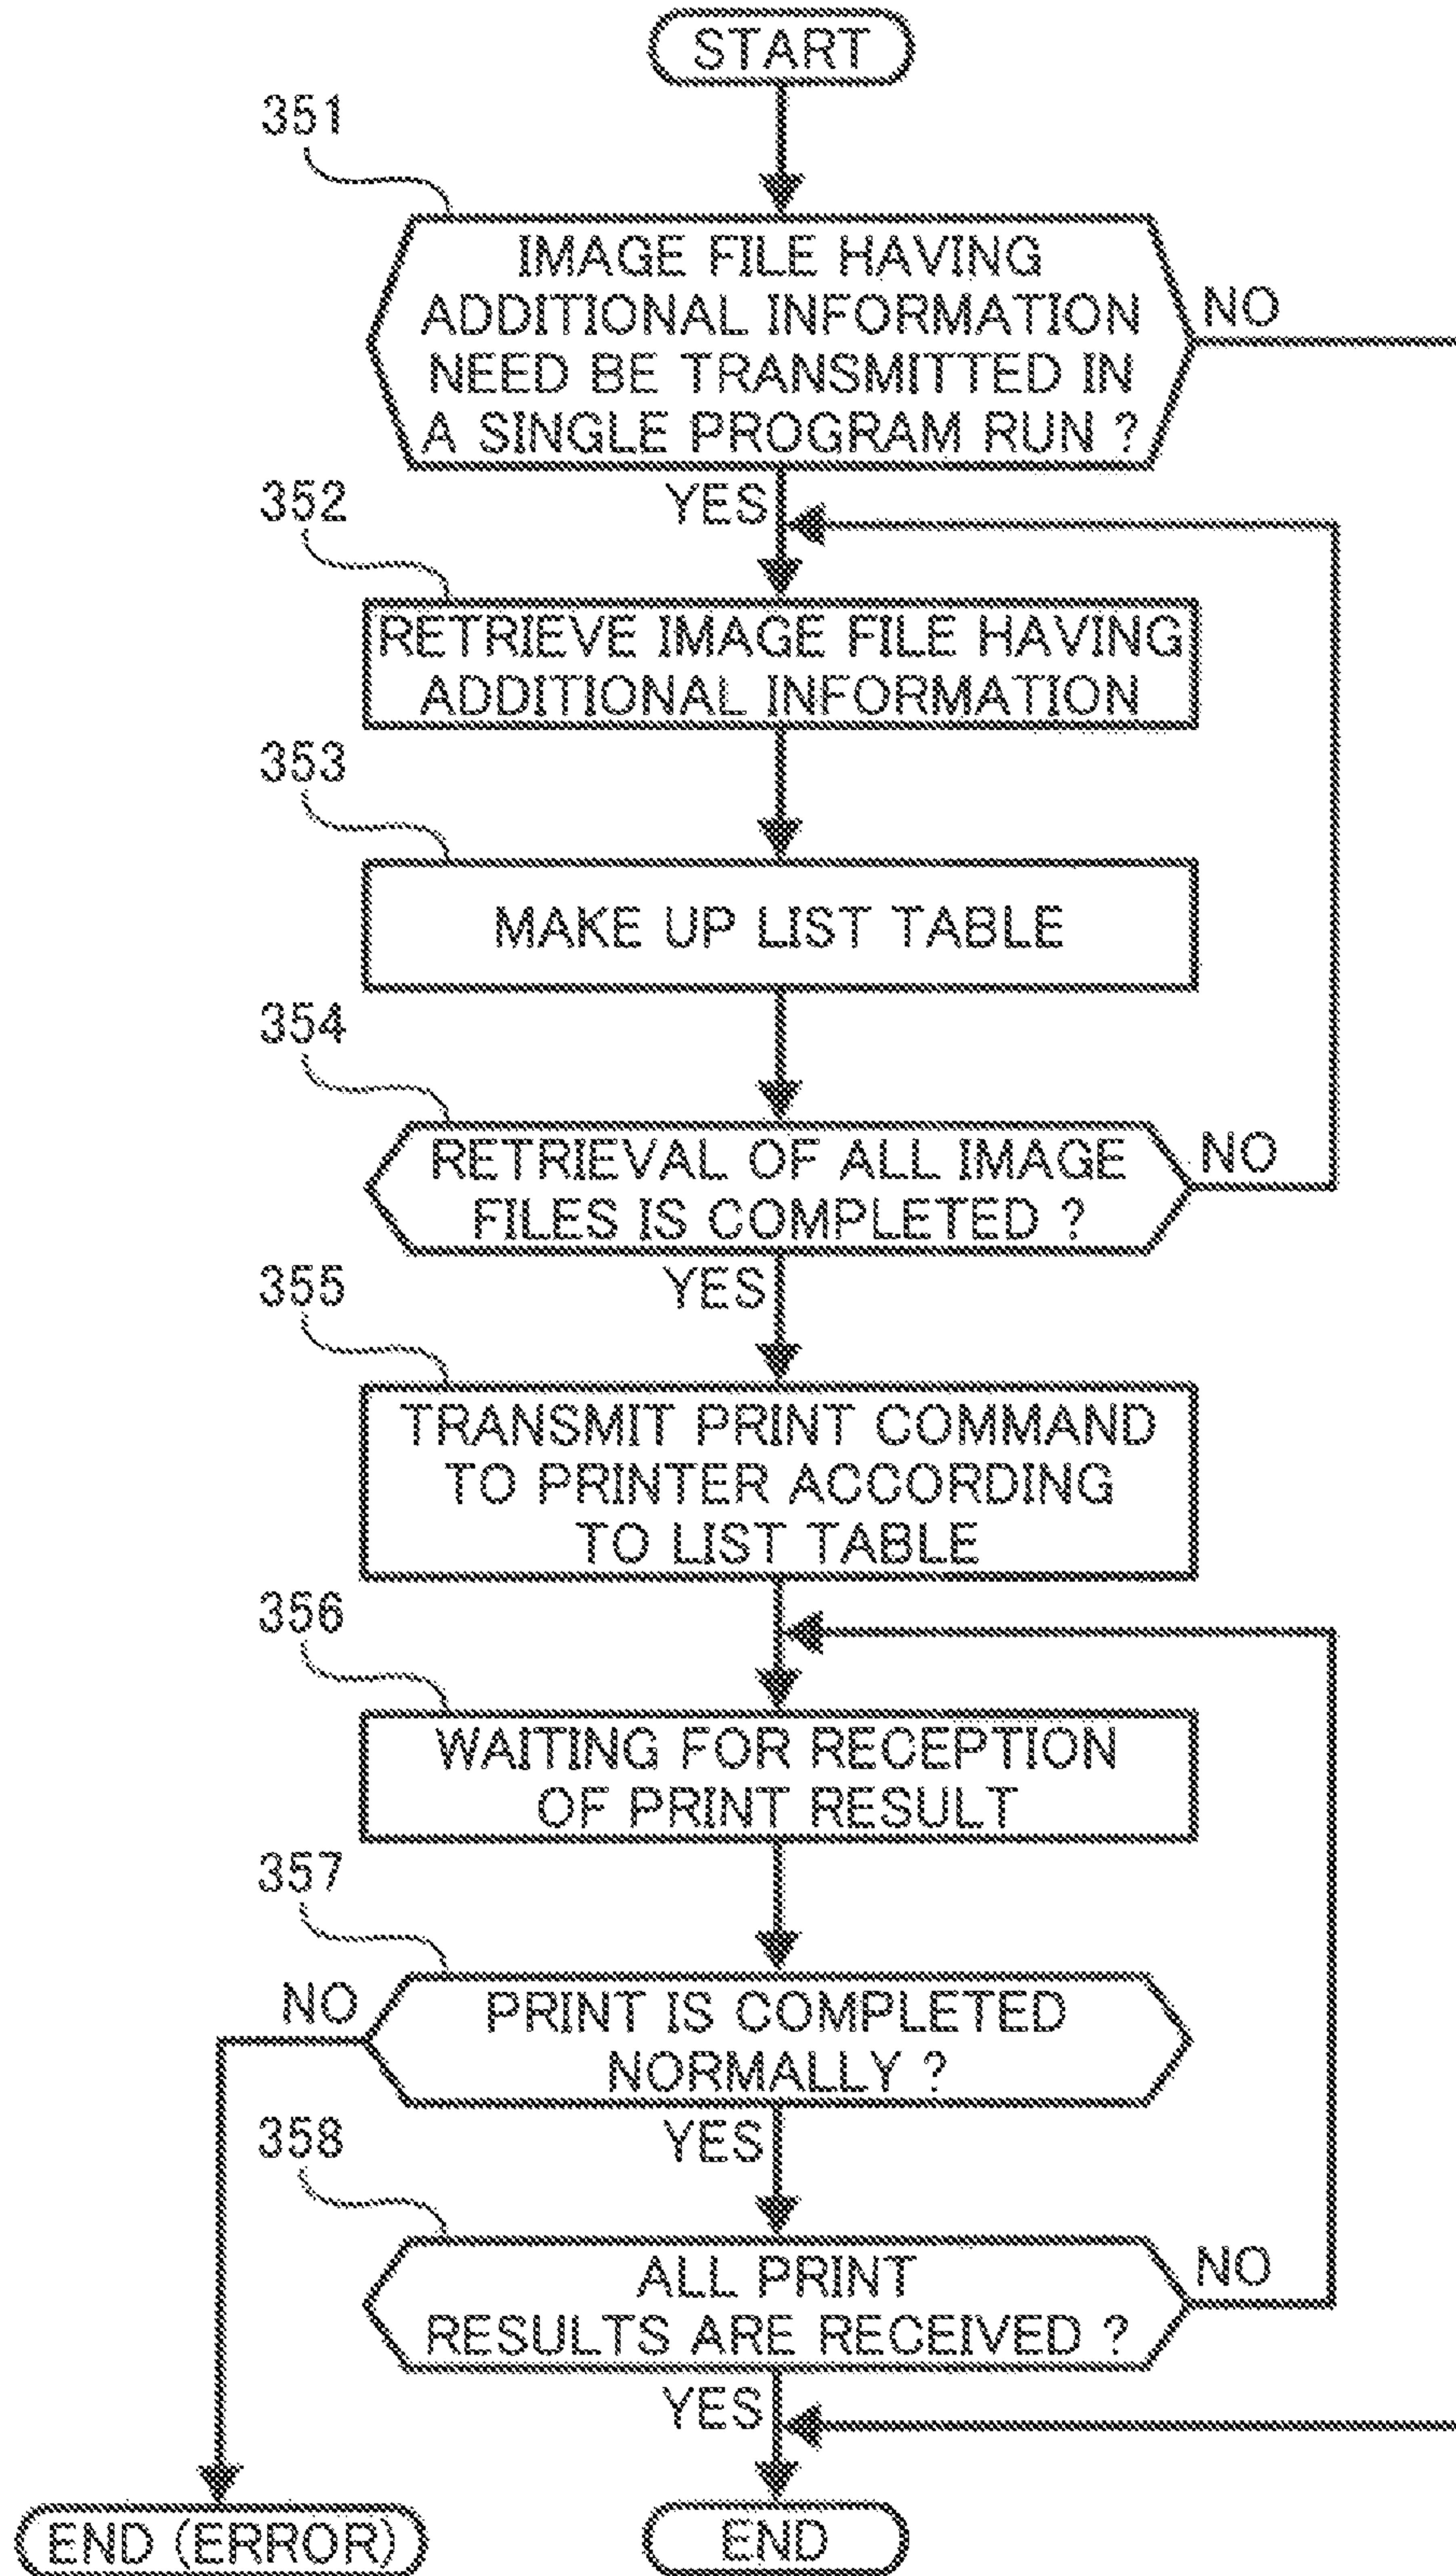 START
351
IMAGE FILE HAVING
ADDITIONAL INFORMATION
NEED BE TRANSMITTED IN
A SINGLE PROGRAM RUN ?
NO
YES
352
RETRIEVE IMAGE FILE HAVING
ADDITIONAL INFORMATION
353
MAKE UP LIST TABLE
354
RETRIEVAL OF ALL IMAGE
FILES IS COMPLETED ?
NO
YES
355
TRANSMIT PRINT COMMAND
TO PRINTER ACCORDING
TO LIST TABLE
356
WAITING FOR RECEPTION
OF PRINT RESULT
357
NO
PRINT IS COMPLETED
NORMALLY ?
YES
358
ALL PRINT
RESULTS ARE RECEIVED ?
NO
YES
END (ERROR)
END